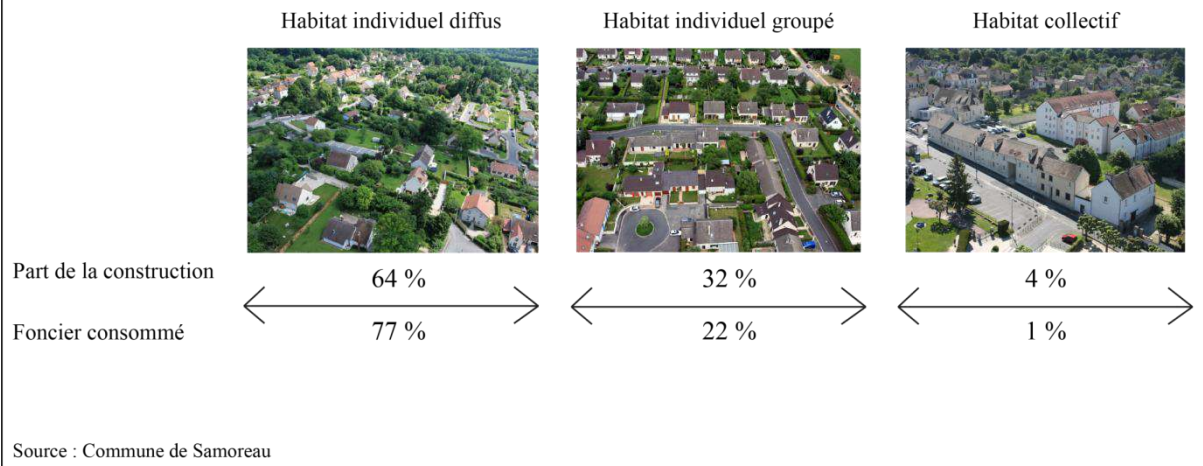 Habitat individuel diffus Habitat individuel groupé Habitat collectif
Part de la construction 64 % 32 % 4 %
Foncier consommé 77 % 22 % 1 %
Source : Commune de Samoreau